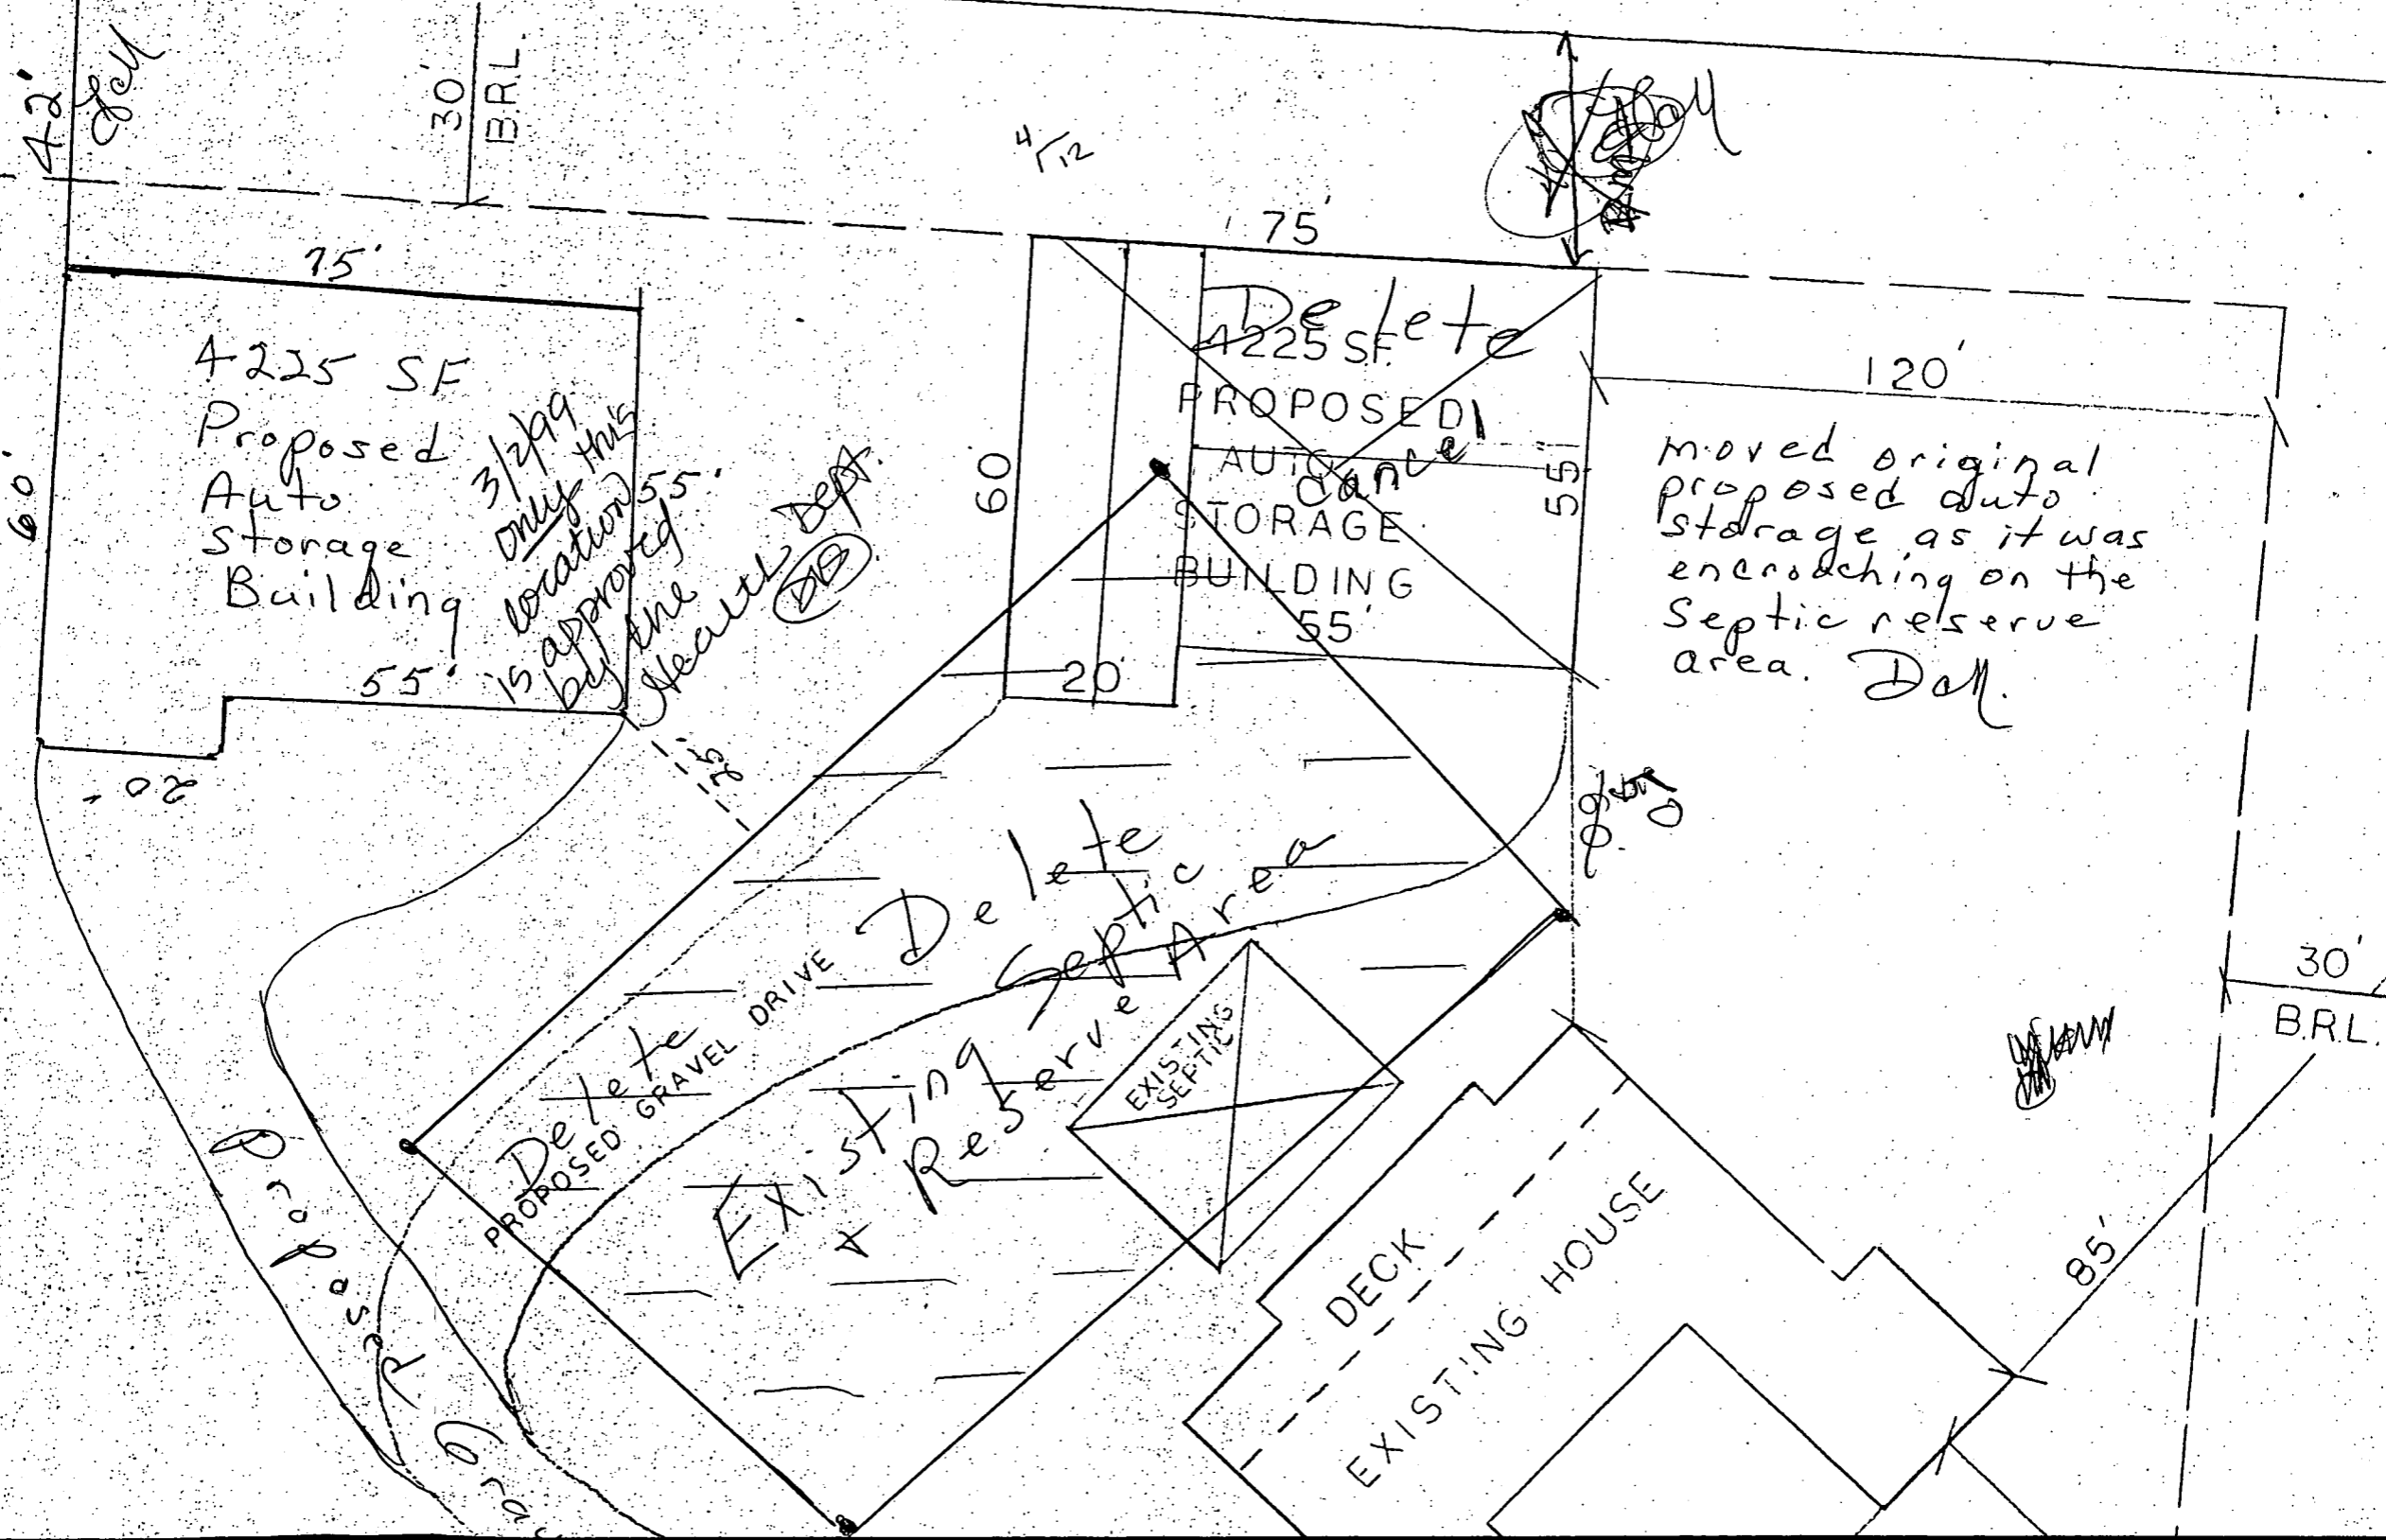 42'
30'
B.R.L.
4/12
75'
75'
4225 SF
Proposed
Auto
Storage
Building
60'
55'
55'
20'
3/2/99
only this
location
is approved
by the
Health Dept.
Delete
4225 SF.
PROPOSED
AUTO
Cancel
STORAGE
BUILDING
60
55'
55'
20'
120'
moved original
proposed auto
storage as it was
encroaching on the
Septic reserve
area.
25'
Delete
Delete
PROPOSED GRAVEL DRIVE
Existing Septic
& Reserve Area
EXISTING
SEPTIC
DECK
EXISTING HOUSE
30'
B.R.L.
85'
Proposed